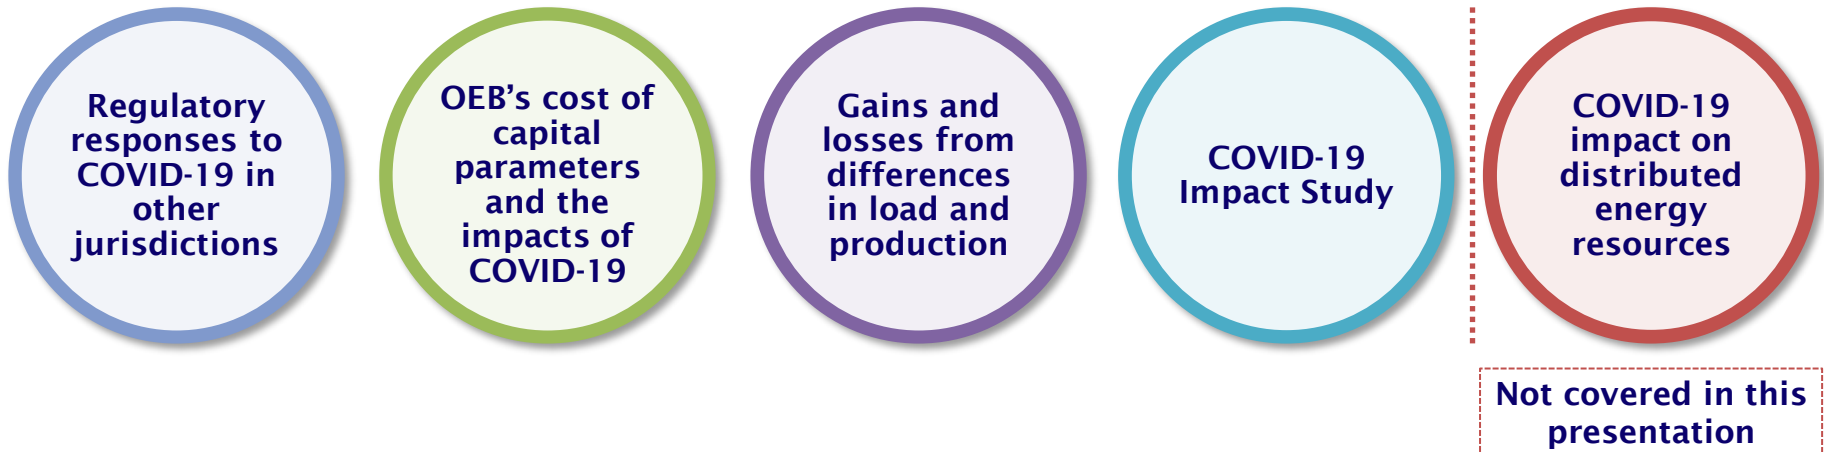 Regulatory
responses to
COVID-19 in
other
jurisdictions
OEB’s cost of
capital
parameters
and the
impacts of
COVID-19
Gains and
losses from
differences
in load and
production
COVID-19
Impact Study
COVID-19
impact on
distributed
energy
resources
Not covered in this
presentation